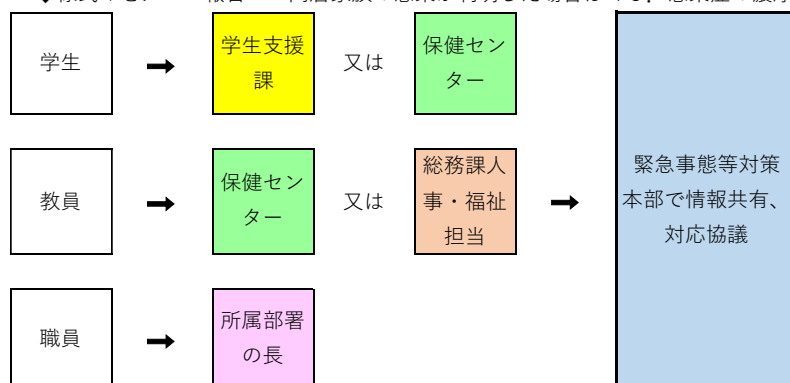 学生
➡
学生支援
課
又は
保健セン
ター
教員
➡
保健セン
ター
又は
総務課人
事・福祉
担当
➡
緊急事態等対策
本部で情報共有、
対応協議
職員
➡
所属部署
の長